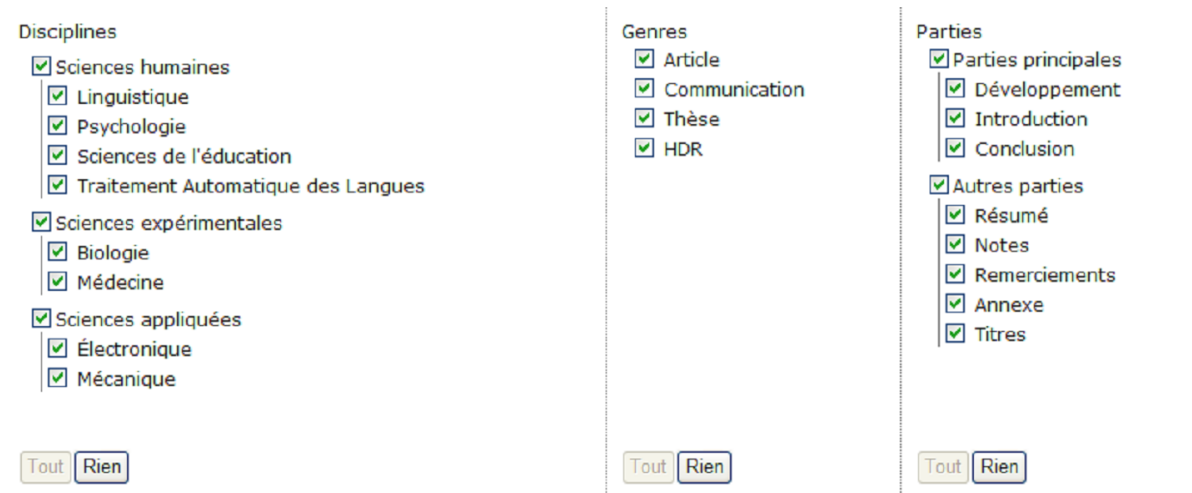 Disciplines
Sciences humaines
Linguistique
Psychologie
Sciences de l'éducation
Traitement Automatique des Langues
Sciences expérimentales
Biologie
Médecine
Sciences appliquées
Électronique
Mécanique
Tout Rien
Genres
Article
Communication
Thèse
HDR
Tout Rien
Parties
Parties principales
Développement
Introduction
Conclusion
Autres parties
Résumé
Notes
Remerciements
Annexe
Titres
Tout Rien